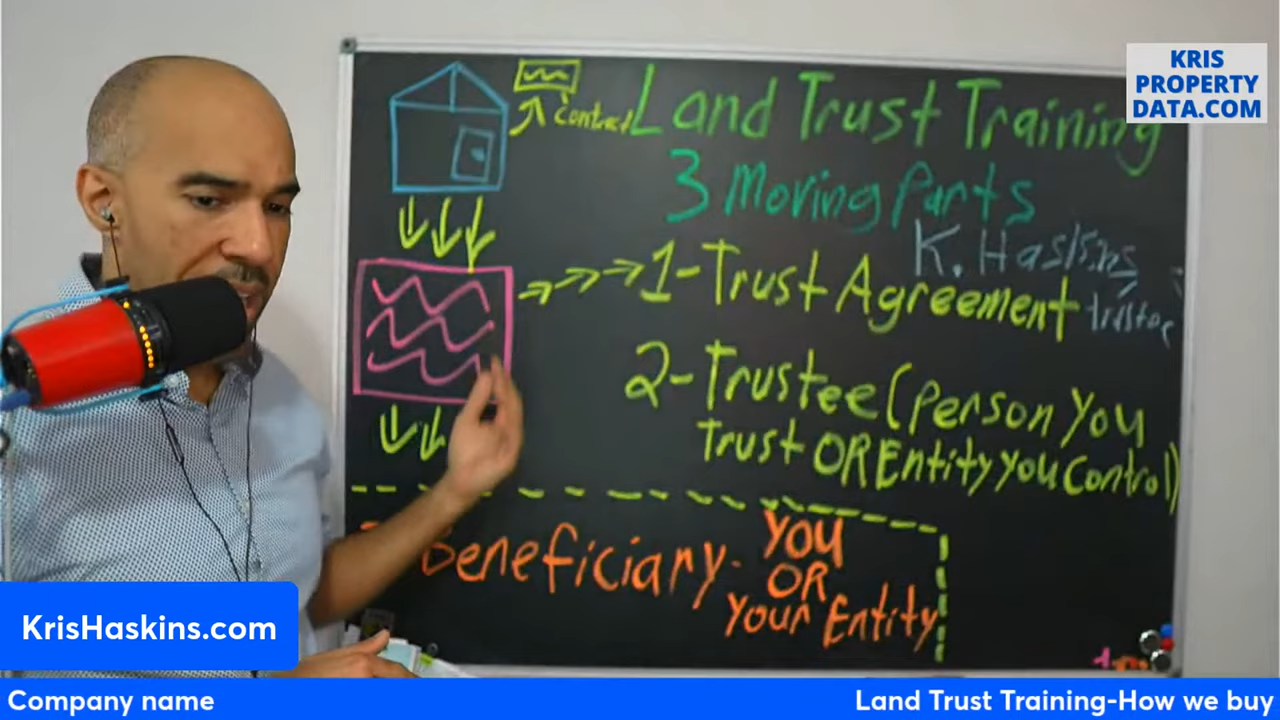 KRIS
PROPERTY
DATA.COM
contract
Land Trust Training
3 Moving Parts
K. Haskins
trustee
1-Trust Agreement
2-Trustee (Person You
Trust OR Entity You Control)
Beneficiary- YOU
OR
Your Entity
KrisHaskins.com
Company name
Land Trust Training-How we buy